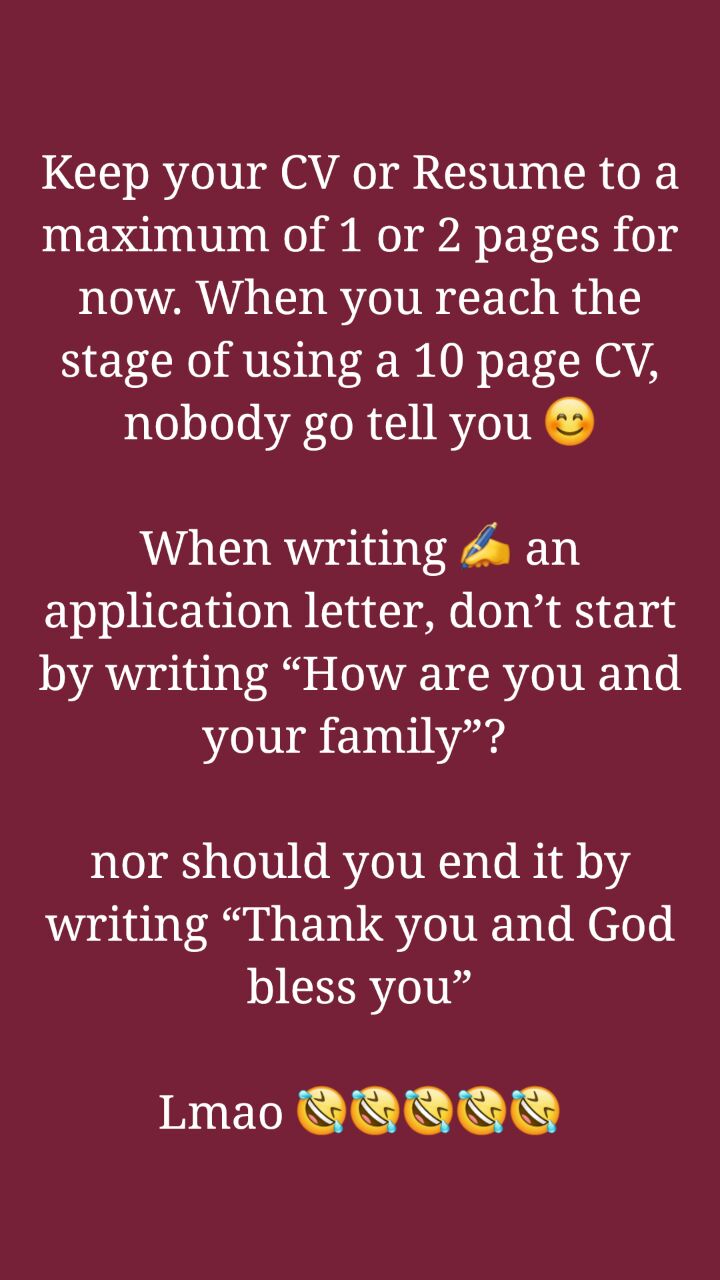 Keep your CV or Resume to a
maximum of 1 or 2 pages for
now. When you reach the
stage of using a 10 page CV,
nobody go tell you 😊
When writing ✍️ an
application letter, don’t start
by writing “How are you and
your family”?
nor should you end it by
writing “Thank you and God
bless you”
Lmao 🤣🤣🤣🤣🤣